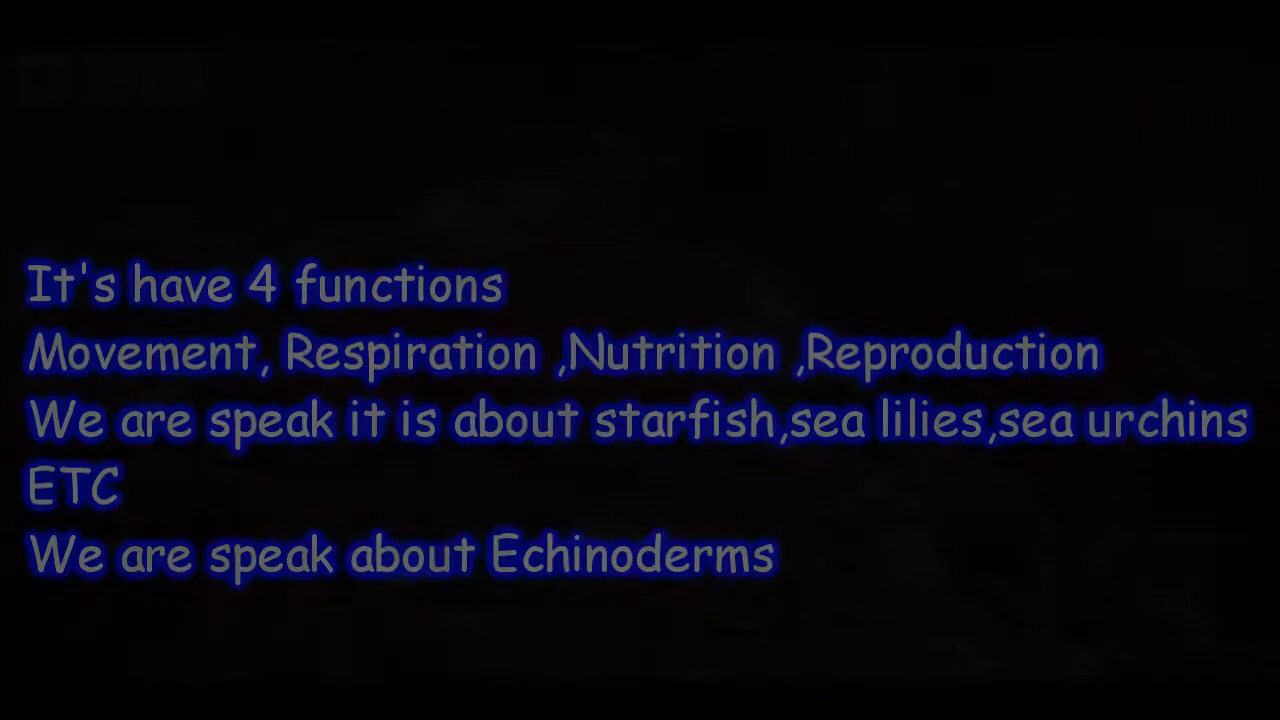 It's have 4 functions
Movement, Respiration ,Nutrition ,Reproduction
We are speak it is about starfish,sea lilies,sea urchins
ETC
We are speak about Echinoderms